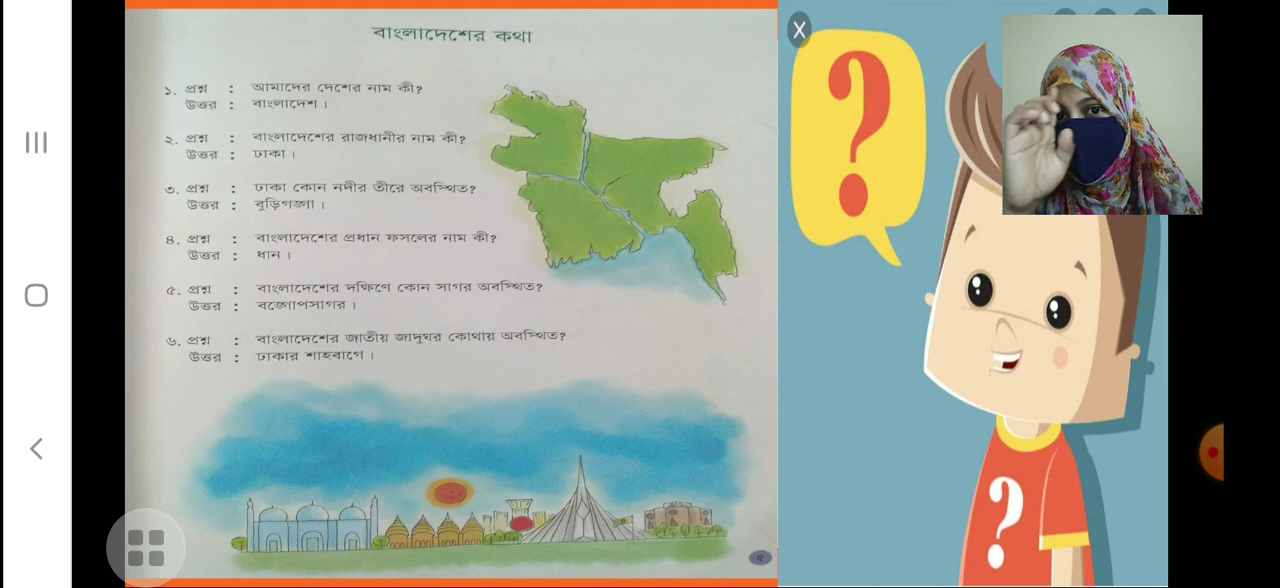 বাংলাদেশের কথা
১. প্রশ্ন : আমাদের দেশের নাম কী?
উত্তর : বাংলাদেশ।
২. প্রশ্ন : বাংলাদেশের রাজধানীর নাম কী?
উত্তর : ঢাকা।
৩. প্রশ্ন : ঢাকা কোন নদীর তীরে অবস্থিত?
উত্তর : বুড়িগঙ্গা।
৪. প্রশ্ন : বাংলাদেশের প্রধান ফসলের নাম কী?
উত্তর : ধান।
৫. প্রশ্ন : বাংলাদেশের দক্ষিণে কোন সাগর অবস্থিত?
উত্তর : বঙ্গোপসাগর।
৬. প্রশ্ন : বাংলাদেশের জাতীয় জাদুঘর কোথায় অবস্থিত?
উত্তর : ঢাকার শাহবাগে।
৫
?
?
X